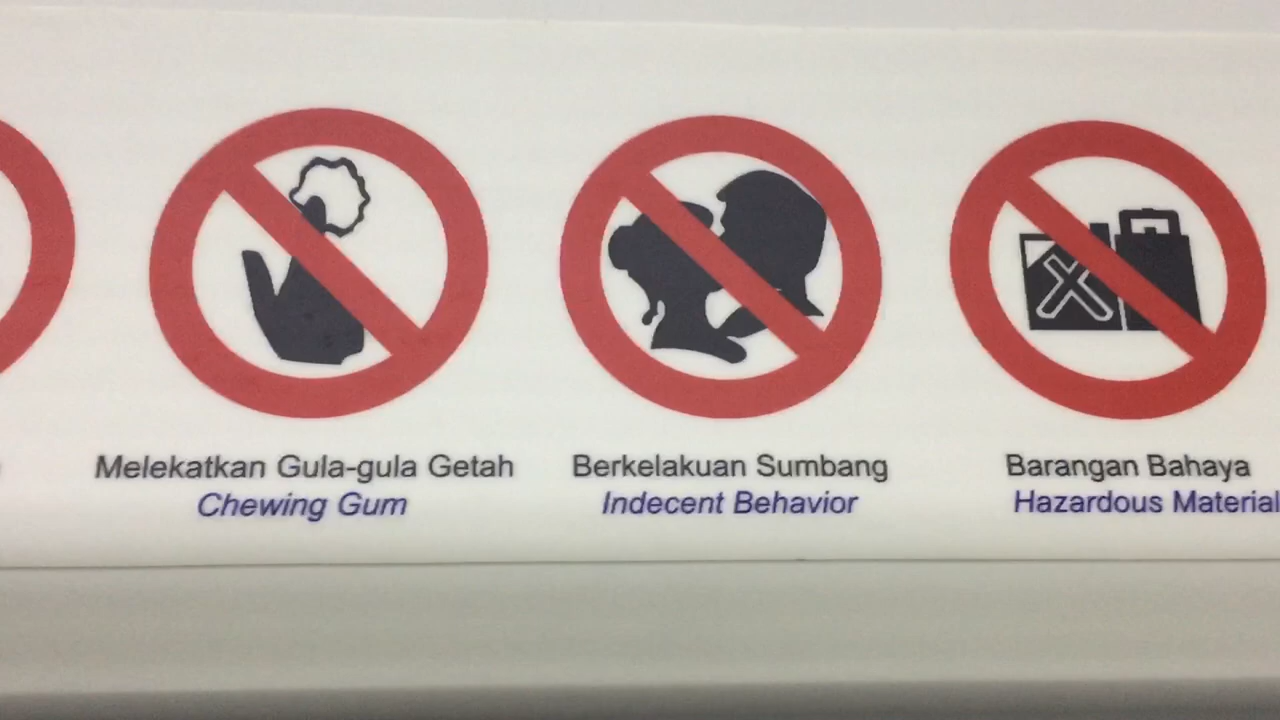 Melekatkan Gula-gula Getah
Chewing Gum
Berkelakuan Sumbang
Indecent Behavior
Barangan Bahaya
Hazardous Material